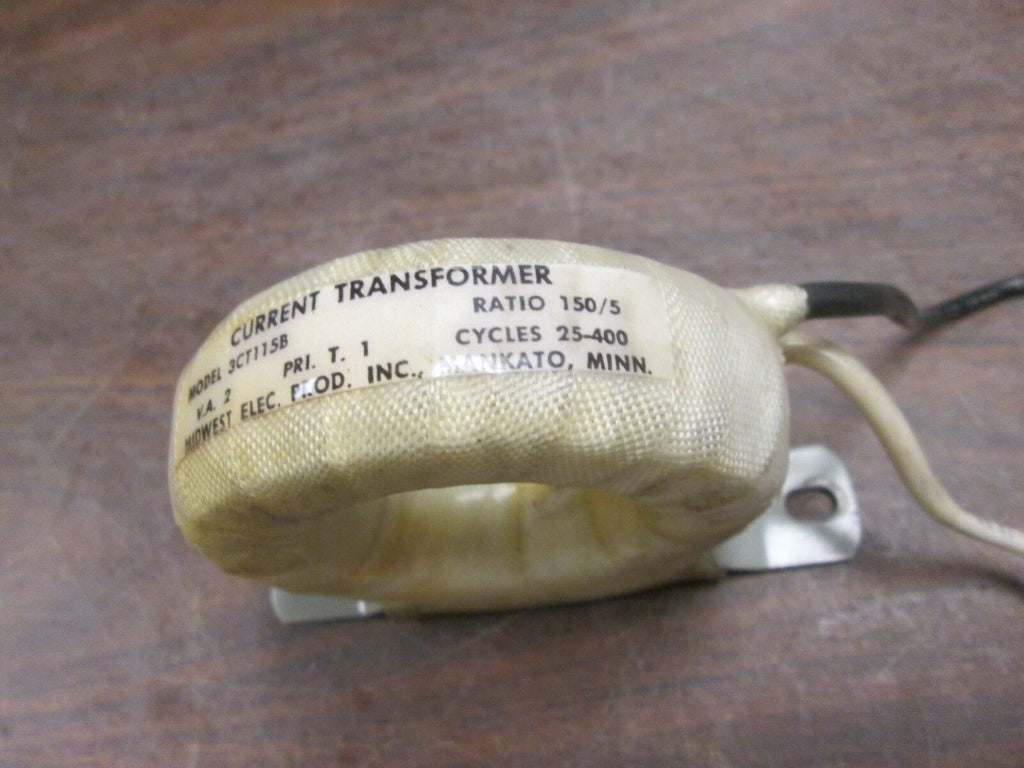 CURRENT TRANSFORMER
MODEL 3CT115B RATIO 150/5
V.A. 2 PRI. T. 1 CYCLES 25-400
MIDWEST ELEC. PROD. INC., MANKATO, MINN.